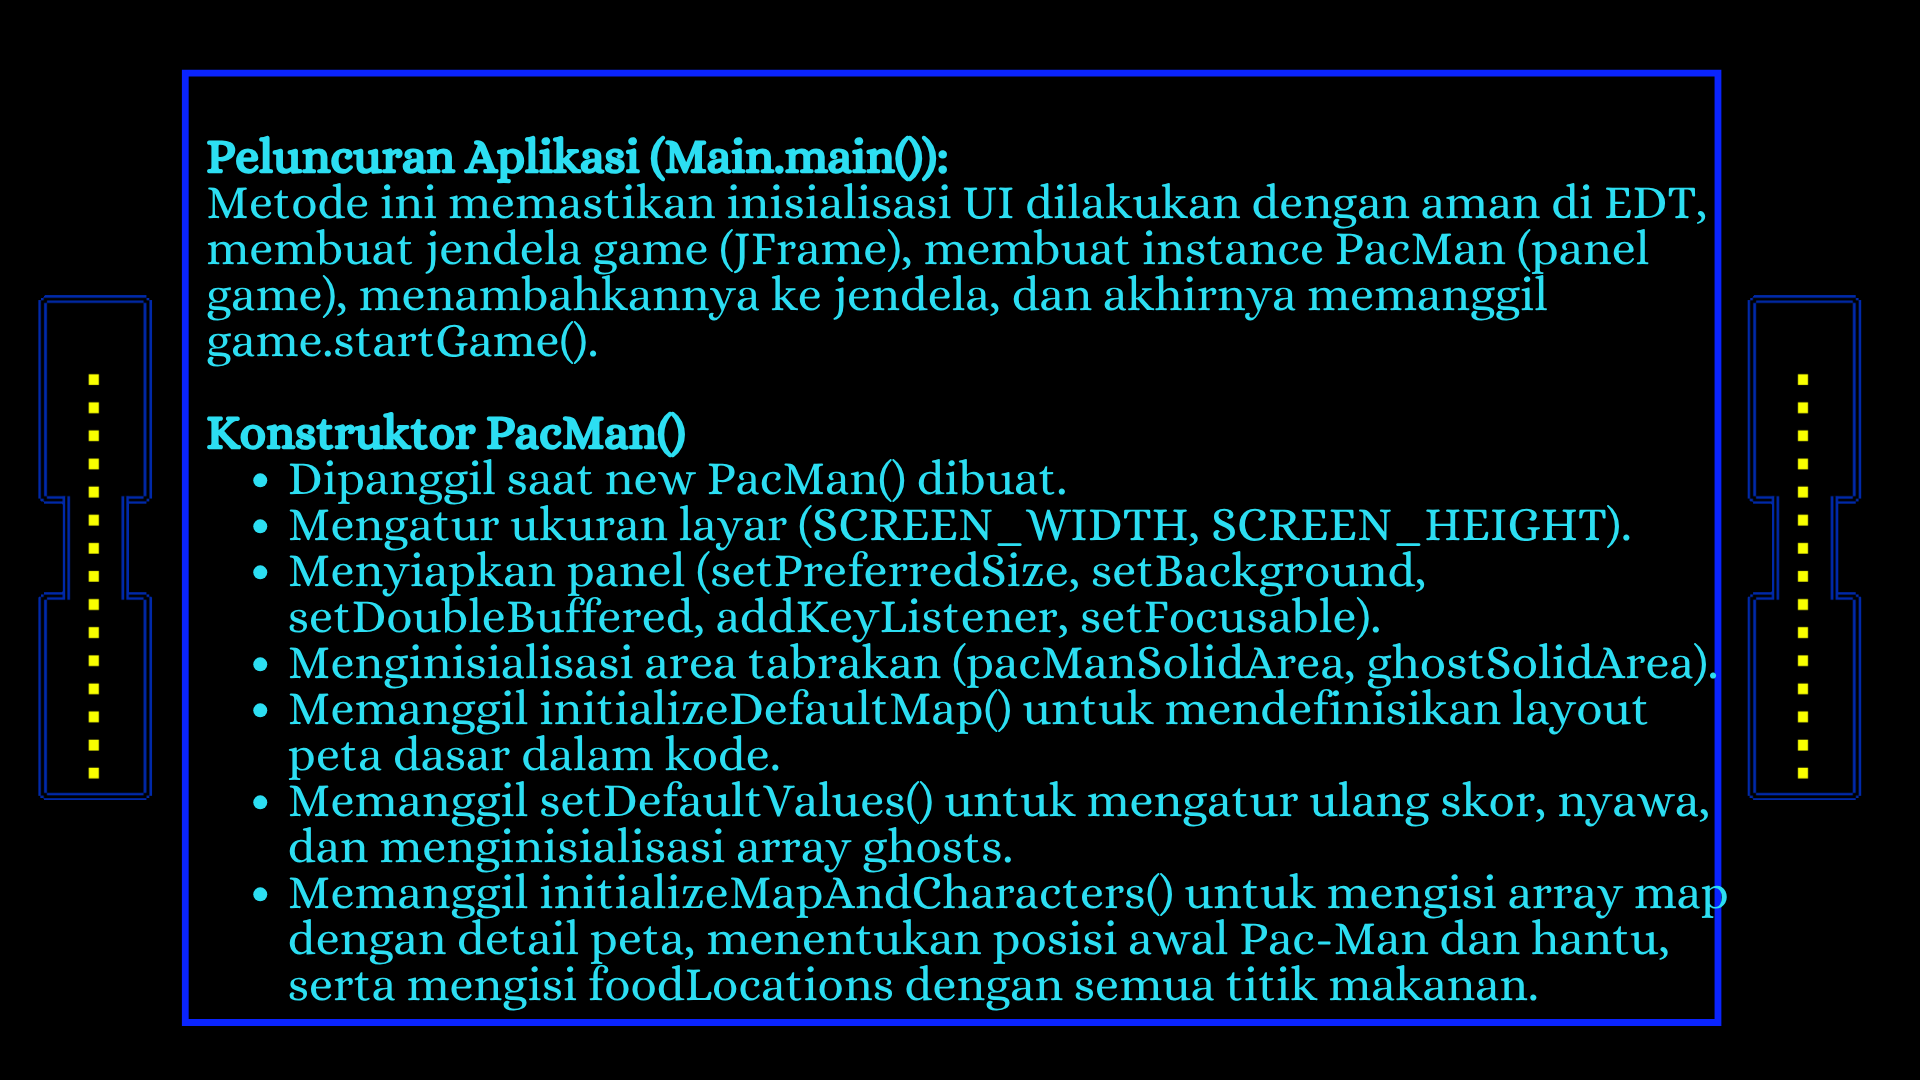 Peluncuran Aplikasi (Main.main()):
Metode ini memastikan inisialisasi UI dilakukan dengan aman di EDT,
membuat jendela game (JFrame), membuat instance PacMan (panel
game), menambahkannya ke jendela, dan akhirnya memanggil
game.startGame().
Konstruktor PacMan()
• Dipanggil saat new PacMan() dibuat.
• Mengatur ukuran layar (SCREEN_WIDTH, SCREEN_HEIGHT).
• Menyiapkan panel (setPreferredSize, setBackground,
setDoubleBuffered, addKeyListener, setFocusable).
• Menginisialisasi area tabrakan (pacManSolidArea, ghostSolidArea).
• Memanggil initializeDefaultMap() untuk mendefinisikan layout
peta dasar dalam kode.
• Memanggil setDefaultValues() untuk mengatur ulang skor, nyawa,
dan menginisialisasi array ghosts.
• Memanggil initializeMapAndCharacters() untuk mengisi array map
dengan detail peta, menentukan posisi awal Pac-Man dan hantu,
serta mengisi foodLocations dengan semua titik makanan.